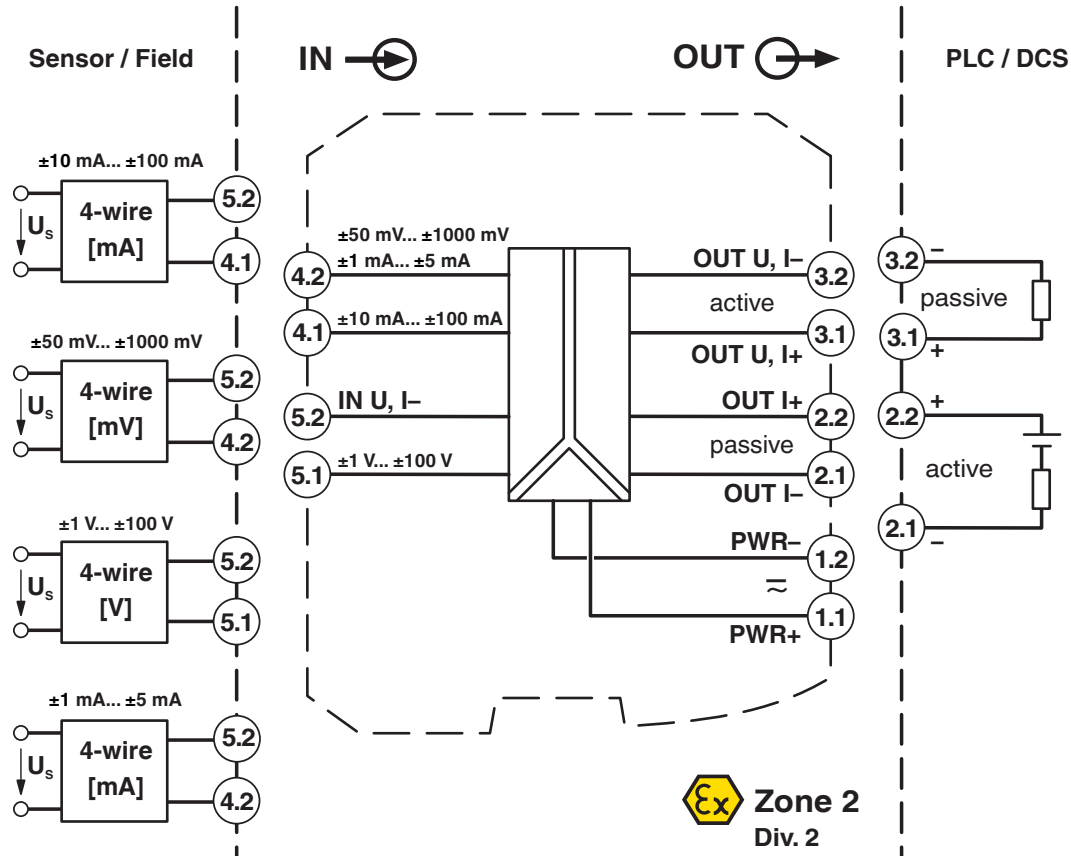 Sensor / Field
IN
OUT
PLC / DCS
±10 mA... ±100 mA
Us
4-wire
[mA]
5.2
4.1
±50 mV... ±1000 mV
Us
4-wire
[mV]
5.2
4.2
±1 V... ±100 V
Us
4-wire
[V]
5.2
5.1
±1 mA... ±5 mA
Us
4-wire
[mA]
5.2
4.2
±50 mV... ±1000 mV
4.2
±1 mA... ±5 mA
4.1
±10 mA... ±100 mA
5.2
IN U, I–
5.1
±1 V... ±100 V
OUT U, I–
3.2
active
3.1
OUT U, I+
OUT I+
2.2
passive
2.1
OUT I–
PWR–
1.2
1.1
PWR+
3.2
–
passive
3.1
+
2.2
+
active
2.1
–
Ex
Zone 2
Div. 2